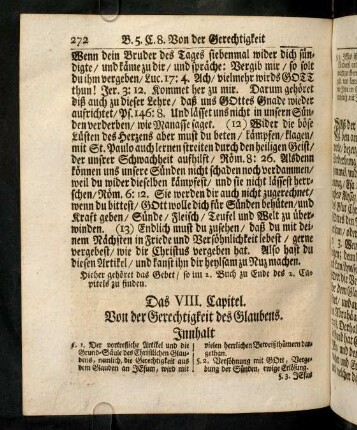 272 B. 5. C. 8. Von der Gerechtigkeit
Wenn dein Bruder des Tages siebenmal wider dich sün-
digte/ und käme zu dir/ und spräche: Vergib mir/ so solt
du ihm vergeben/ Luc. 17: 4. Ach/ vielmehr wirds GOTT
thun! Jer. 3: 12. Kommet her zu mir. Darum gehöret
diß auch zu dieser Lehre/ daß uns GOttes Gnade wieder
aufrichtet/ Ps. 146: 8. Und lässet uns nicht in unsern Sün-
den verderben/ wie Manasse saget. (12) Wider die böse
Lüsten des Hertzens aber must du beten/ kämpfen/ klagen/
mit St. Paulo auch lernen streiten durch den heiligen Geist/
der unsrer Schwachheit aufhilft/ Röm. 8: 26. Alsdenn
können uns unsere Sünden nicht schaden noch verdammen/
weil du wider dieselben kämpfest/ und sie nicht lässest herr-
schen/ Röm. 6: 12. Sie werden dir auch nicht zugerechnet/
wenn du bittest/ GOtt wolle dich für Sünden behüten/ und
Kraft geben/ Sünde/ Fleisch/ Teufel und Welt zu über-
winden. (13) Endlich must du zusehen/ daß du mit dei-
nem Nächsten in Friede und Versöhnlichkeit lebest/ gerne
vergebest/ wie dir Christus vergeben hat. Also hast du
diesen Artikel/ und kanst ihn dir heylsam zu Nutz machen.
Hieher gehöret das Gebet/ so im 2. Buch zu Ende des 2. Ca-
pitels zu finden.
Das VIII. Capitel.
Von der Gerechtigkeit des Glaubens.
Innhalt
§. 1. Der vortrefliche Artikel und die
Grund-Säule des Christlichen Glau-
bens, nämlich, die Gerechtigkeit aus
dem Glauben an JEsum, wird mit
vielen herrlichen Beweißthümern dar-
gethan.
§. 2. Versöhnung mit GOtt, Verge-
bung der Sünden, ewige Erlösung.
§. 3. JEsus